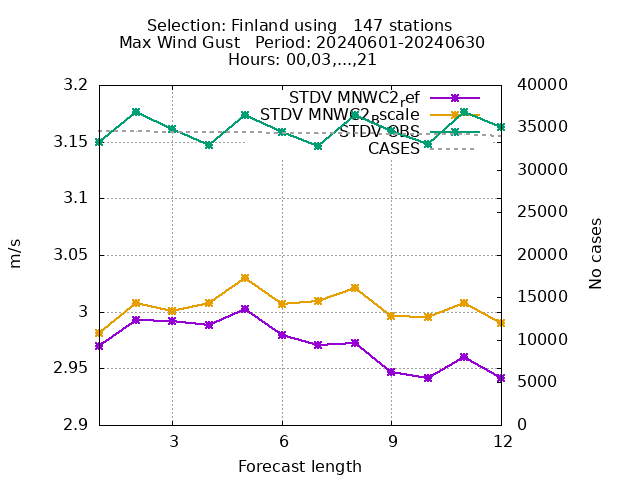 Selection: Finland using   147 stations
Max Wind Gust   Period: 20240601-20240630
Hours: 00,03,...,21
STDV MNWC2ref
STDV MNWC2Bscale
STDV OBS
CASES
3.2
3.15
3.1
3.05
3
2.95
2.9
40000
35000
30000
25000
20000
15000
10000
5000
0
m/s
No cases
3
6
9
12
Forecast length